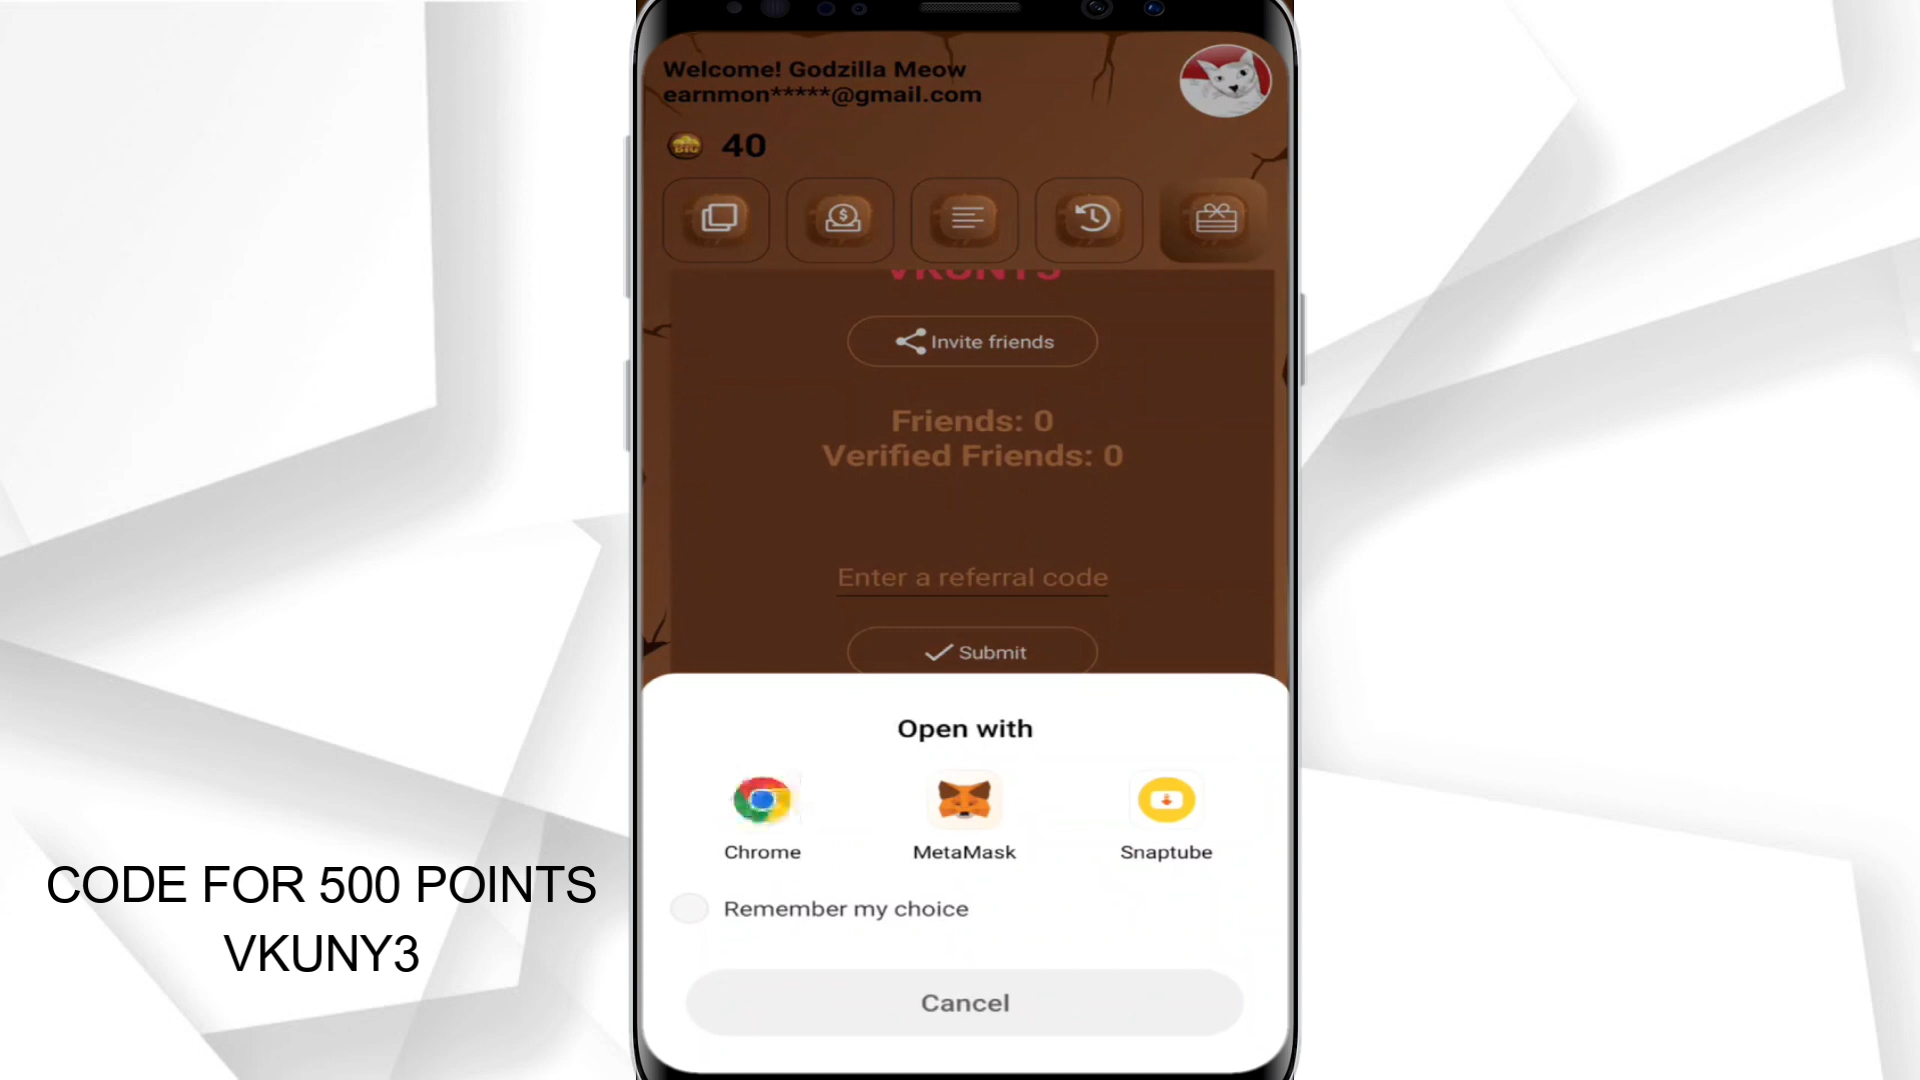 Welcome! Godzilla Meow
earnmon*****@gmail.com
BIG
40
VKUNY3
Invite friends
Friends: 0
Verified Friends: 0
Enter a referral code
Submit
Open with
Chrome
MetaMask
Snaptube
Remember my choice
Cancel
CODE FOR 500 POINTS
VKUNY3